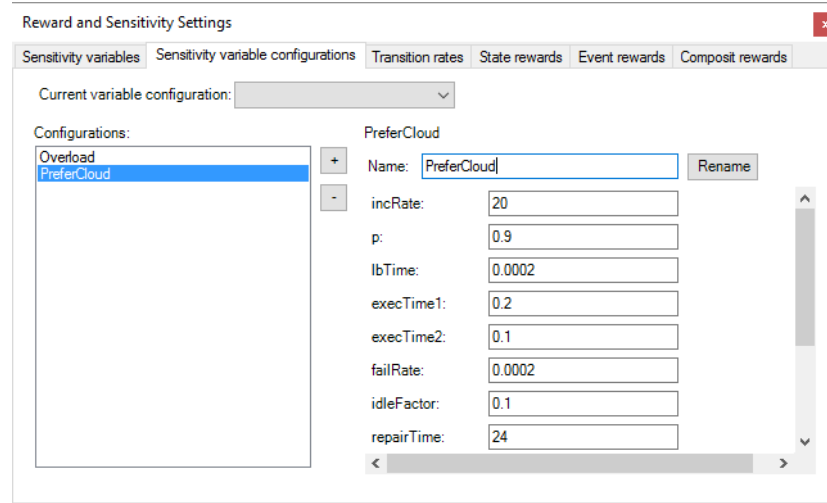 Reward and Sensitivity Settings
x
Sensitivity variables Sensitivity variable configurations Transition rates State rewards Event rewards Composit rewards
Current variable configuration:
Configurations:
Overload
PreferCloud
+
-
PreferCloud
Name: PreferCloud Rename
incRate: 20
p: 0.9
lbTime: 0.0002
execTime1: 0.2
execTime2: 0.1
failRate: 0.0002
idleFactor: 0.1
repairTime: 24